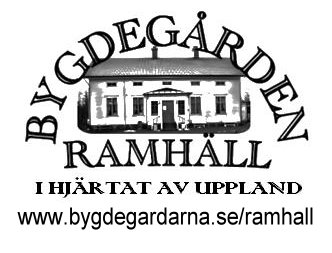 BYGDEGÅRDEN
RAMHÄLL
I HJÄRTAT AV UPPLAND
www.bygdegardarna.se/ramhall